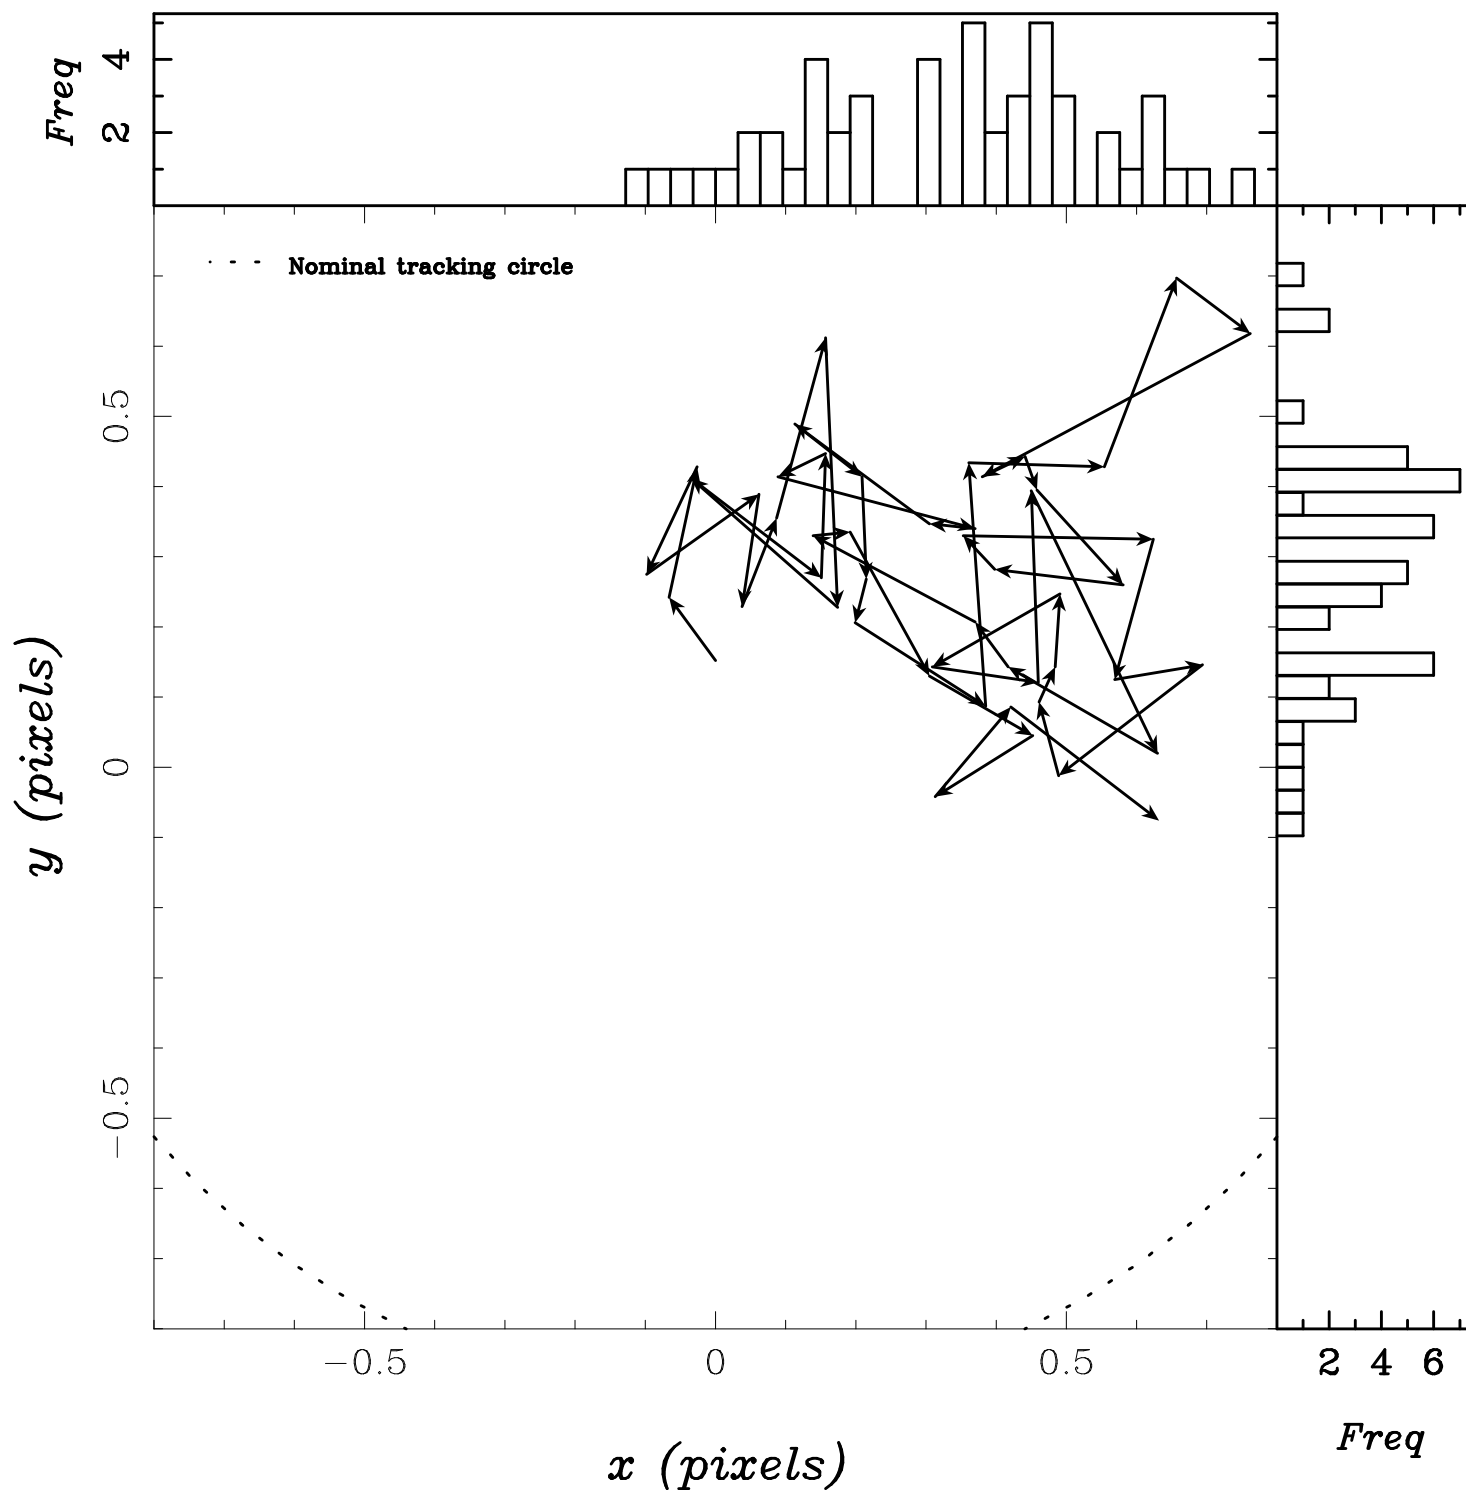 Freq
4
2
Nominal tracking circle
0.5
0
−0.5
y (pixels)
−0.5 0 0.5
x (pixels)
2 4 6
Freq